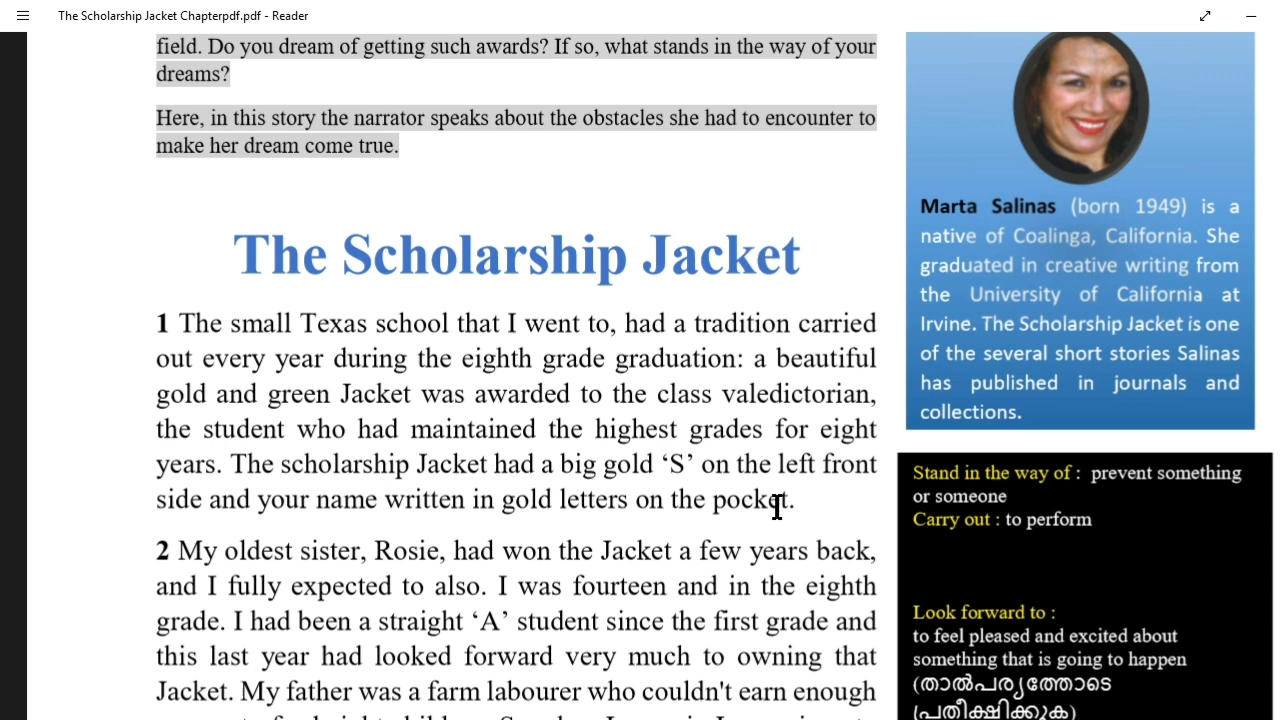 The Scholarship Jacket Chapterpdf.pdf - Reader
field. Do you dream of getting such awards? If so, what stands in the way of your
dreams?
Here, in this story the narrator speaks about the obstacles she had to encounter to
make her dream come true.
The Scholarship Jacket
1 The small Texas school that I went to, had a tradition carried
out every year during the eighth grade graduation: a beautiful
gold and green Jacket was awarded to the class valedictorian,
the student who had maintained the highest grades for eight
years. The scholarship Jacket had a big gold ‘S’ on the left front
side and your name written in gold letters on the pocket.
2 My oldest sister, Rosie, had won the Jacket a few years back,
and I fully expected to also. I was fourteen and in the eighth
grade. I had been a straight ‘A’ student since the first grade and
this last year had looked forward very much to owning that
Jacket. My father was a farm labourer who couldn't earn enough
Marta Salinas (born 1949) is a
native of Coalinga, California. She
graduated in creative writing from
the University of California at
Irvine. The Scholarship Jacket is one
of the several short stories Salinas
has published in journals and
collections.
Stand in the way of : prevent something
or someone
Carry out : to perform
Look forward to :
to feel pleased and excited about
something that is going to happen
(താൽപര്യത്തോടെ
പ്രതീക്ഷിക്കുക)